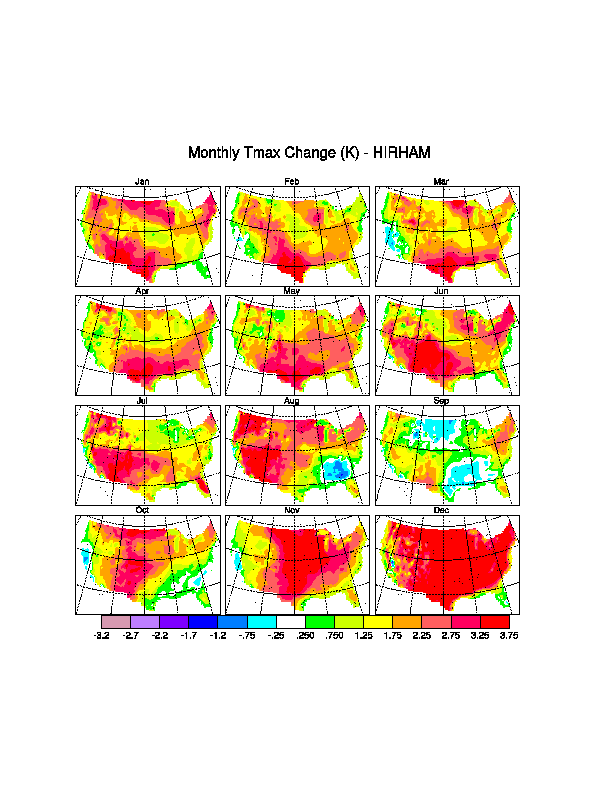 Monthly Tmax Change (K) - HIRHAM
Jan Feb Mar
Apr May Jun
Jul Aug Sep
Oct Nov Dec
-3.2 -2.7 -2.2 -1.7 -1.2 -.75 -.25 .250 .750 1.25 1.75 2.25 2.75 3.25 3.75